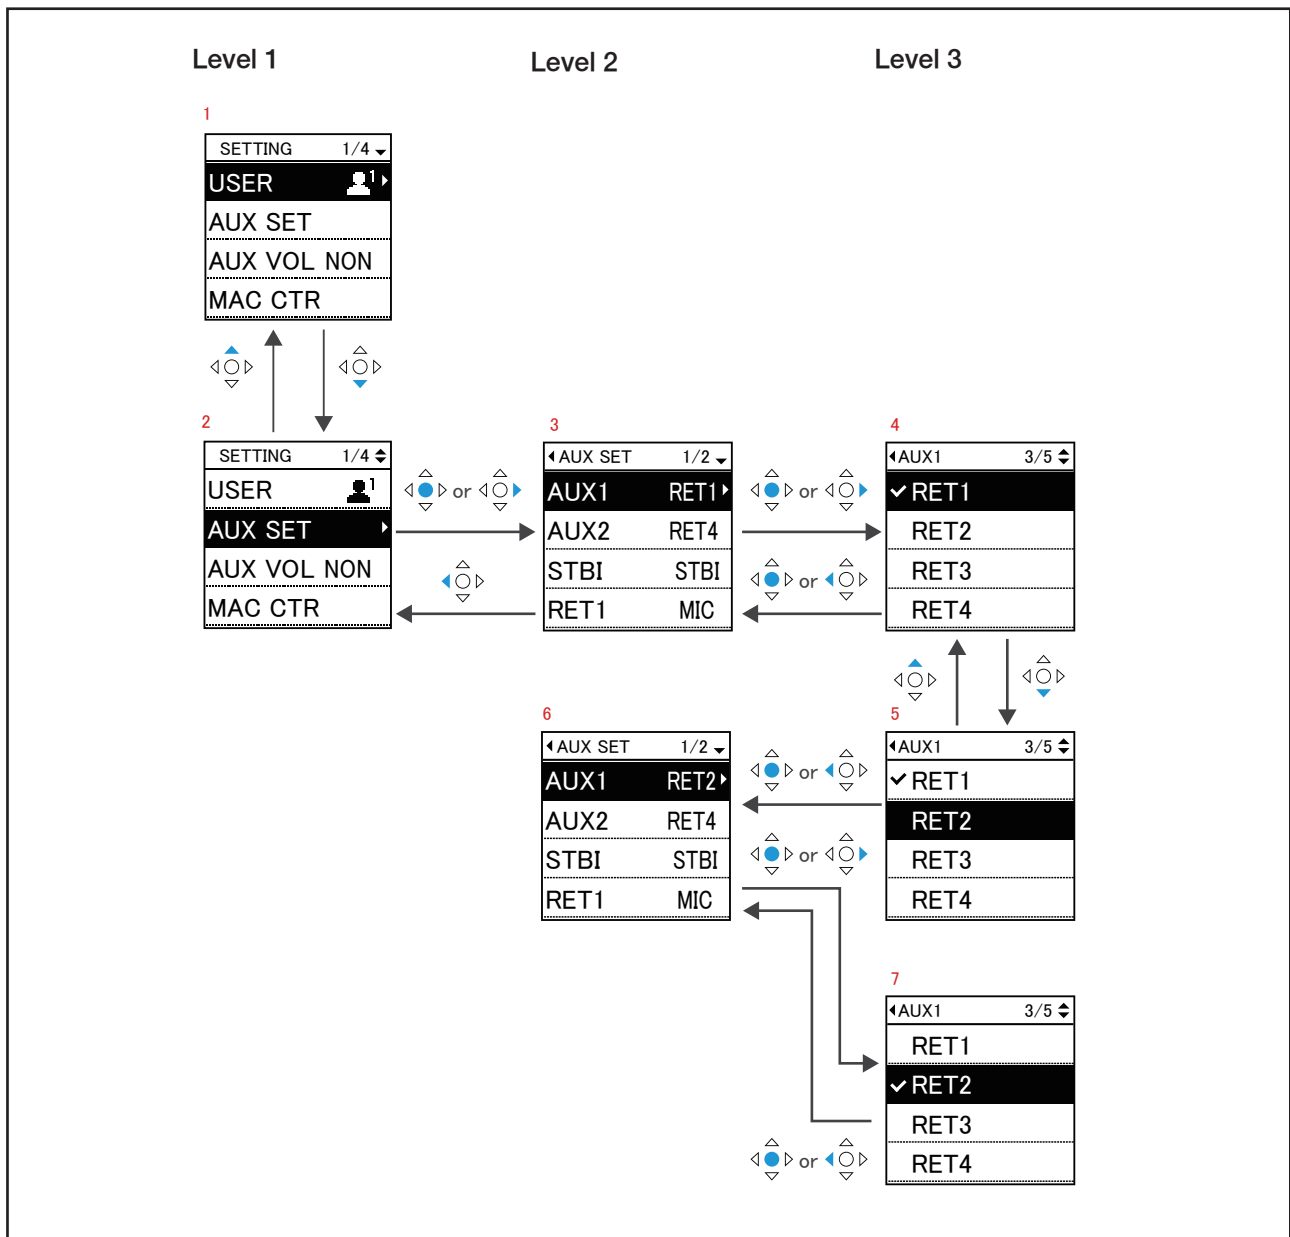 Level 1
Level 2
Level 3
1
SETTING 1/4
USER 1
AUX SET
AUX VOL NON
MAC CTR
2
SETTING 1/4
USER 1
AUX SET
AUX VOL NON
MAC CTR
or
3
AUX SET 1/2
AUX1 RET1
AUX2 RET4
STBI STBI
RET1 MIC
or
or
4
AUX1 3/5
RET1
RET2
RET3
RET4
6
AUX SET 1/2
AUX1 RET2
AUX2 RET4
STBI STBI
RET1 MIC
or
or
5
AUX1 3/5
RET1
RET2
RET3
RET4
7
AUX1 3/5
RET1
RET2
RET3
RET4
or